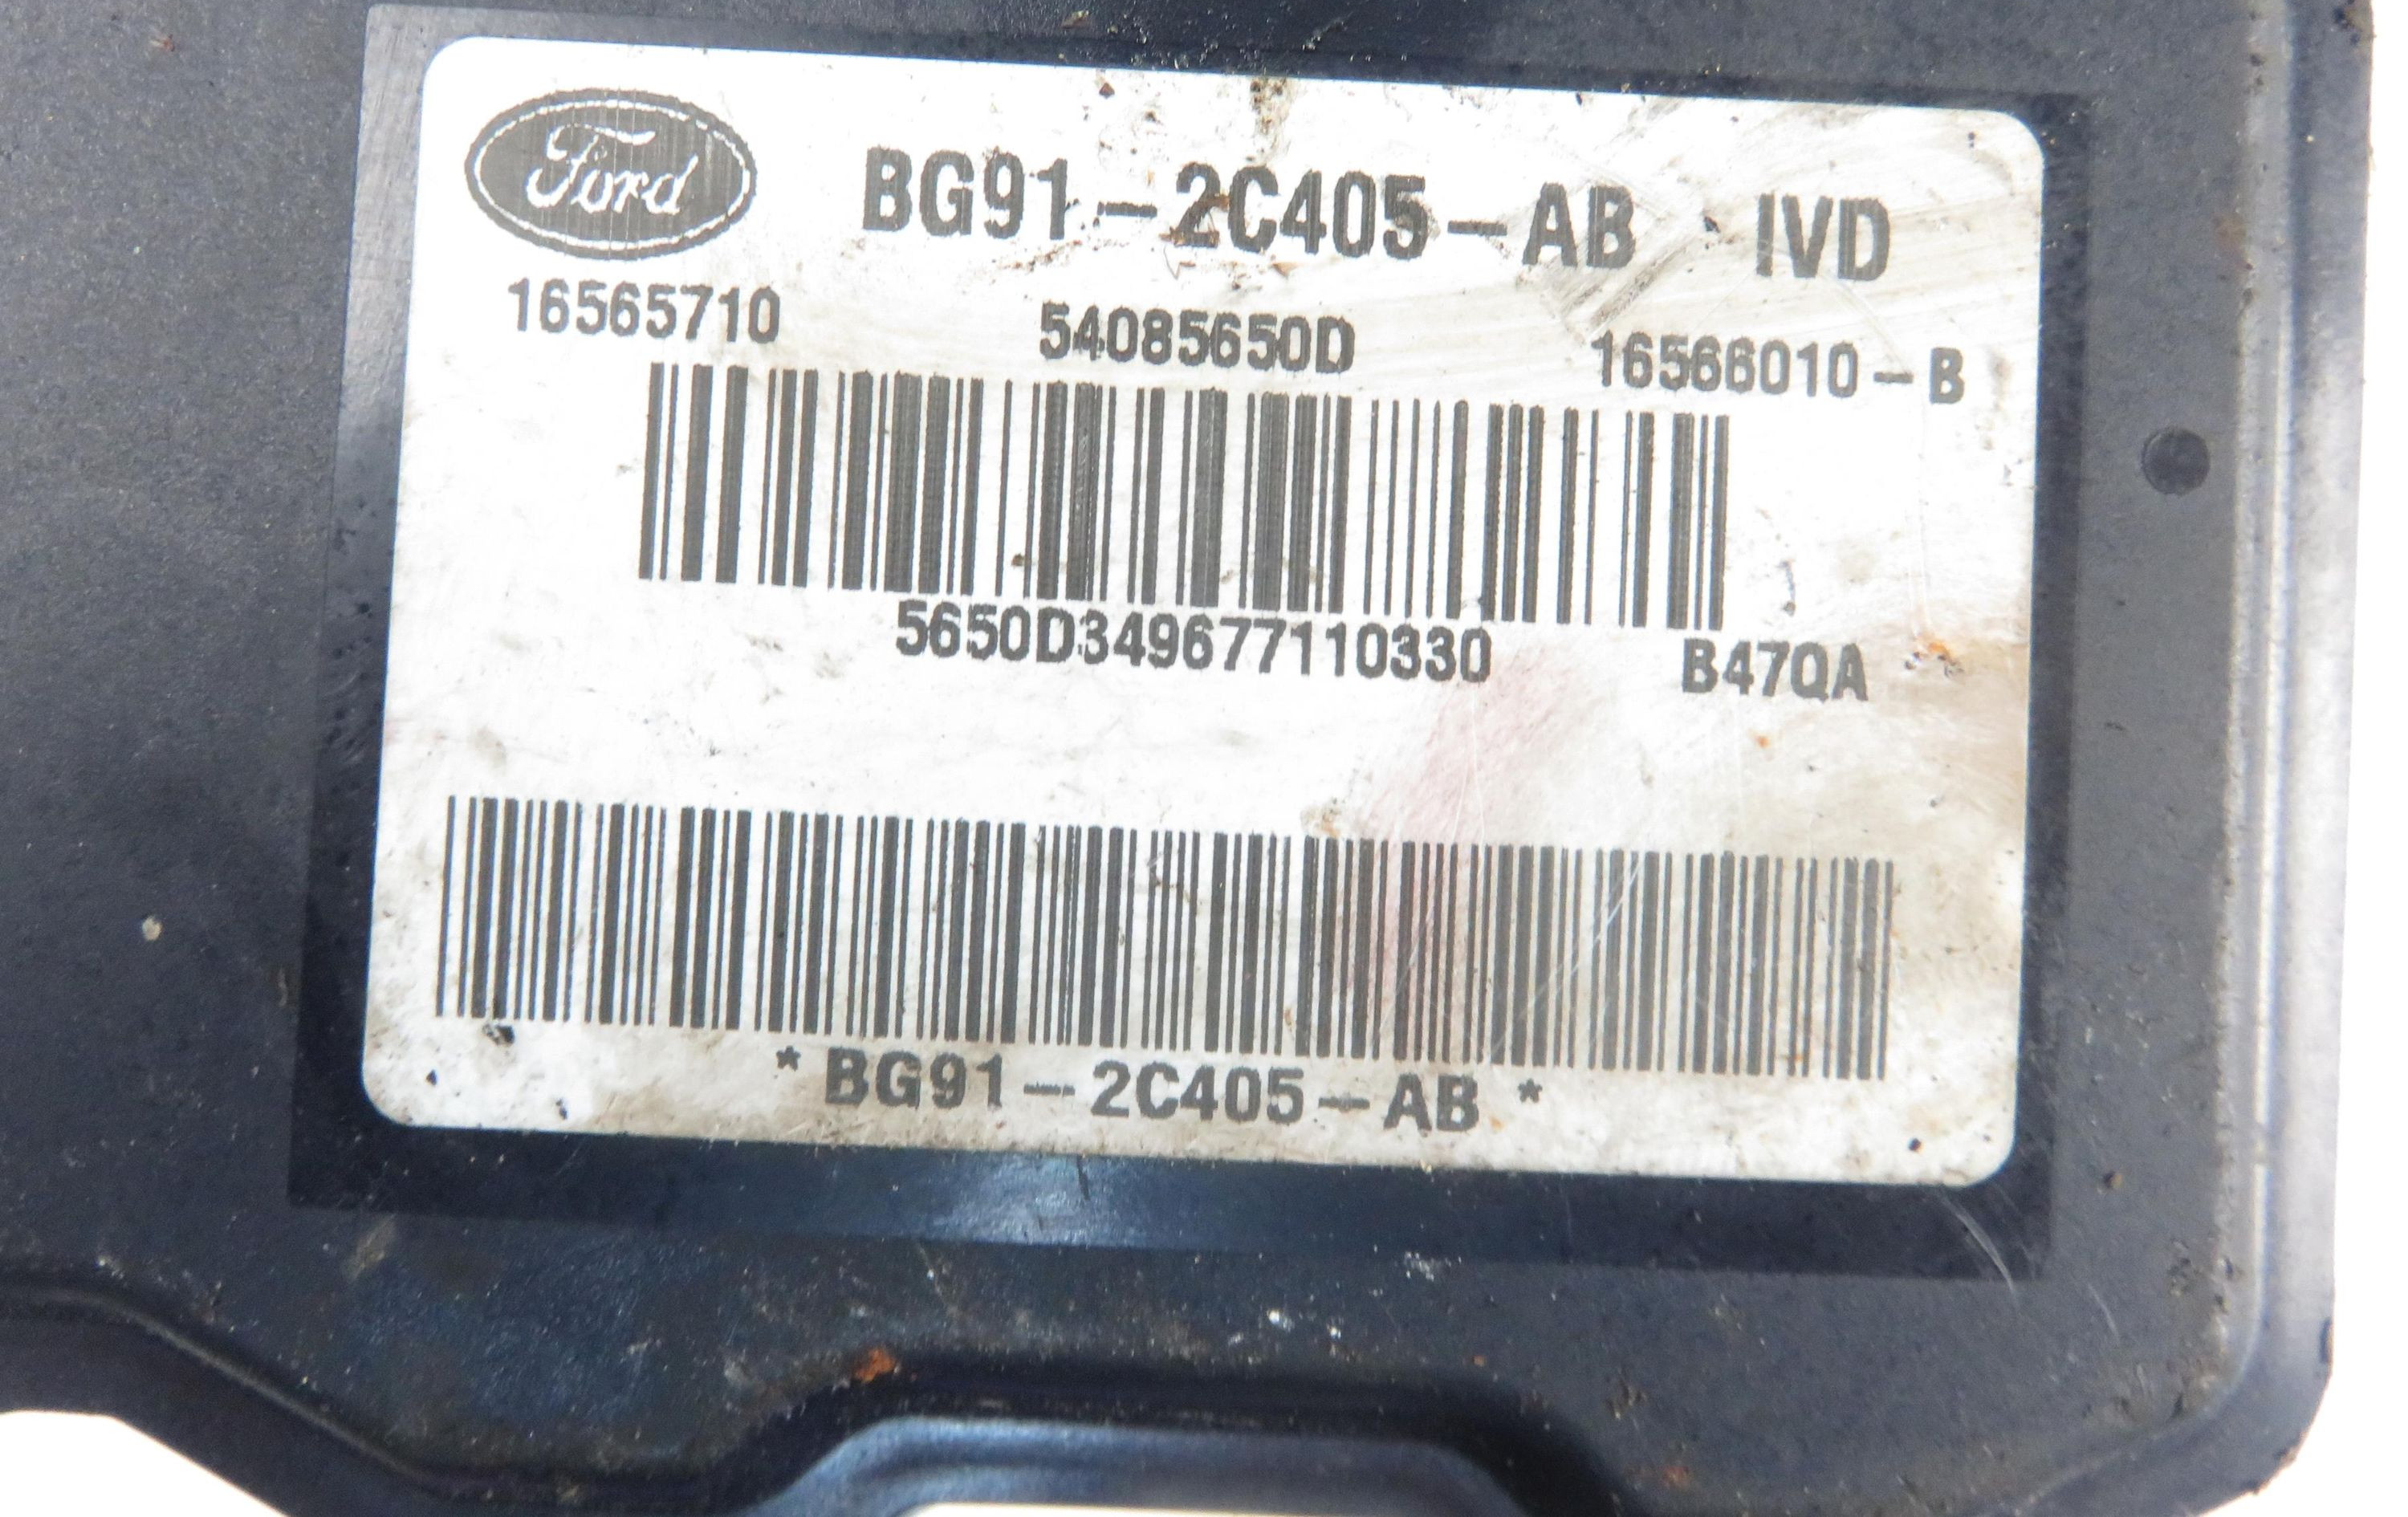 Ford BG91-2C405-AB IVD
16565710 54085650D 16566010-B
5650D349677110330 B47QA
*BG91-2C405-AB*